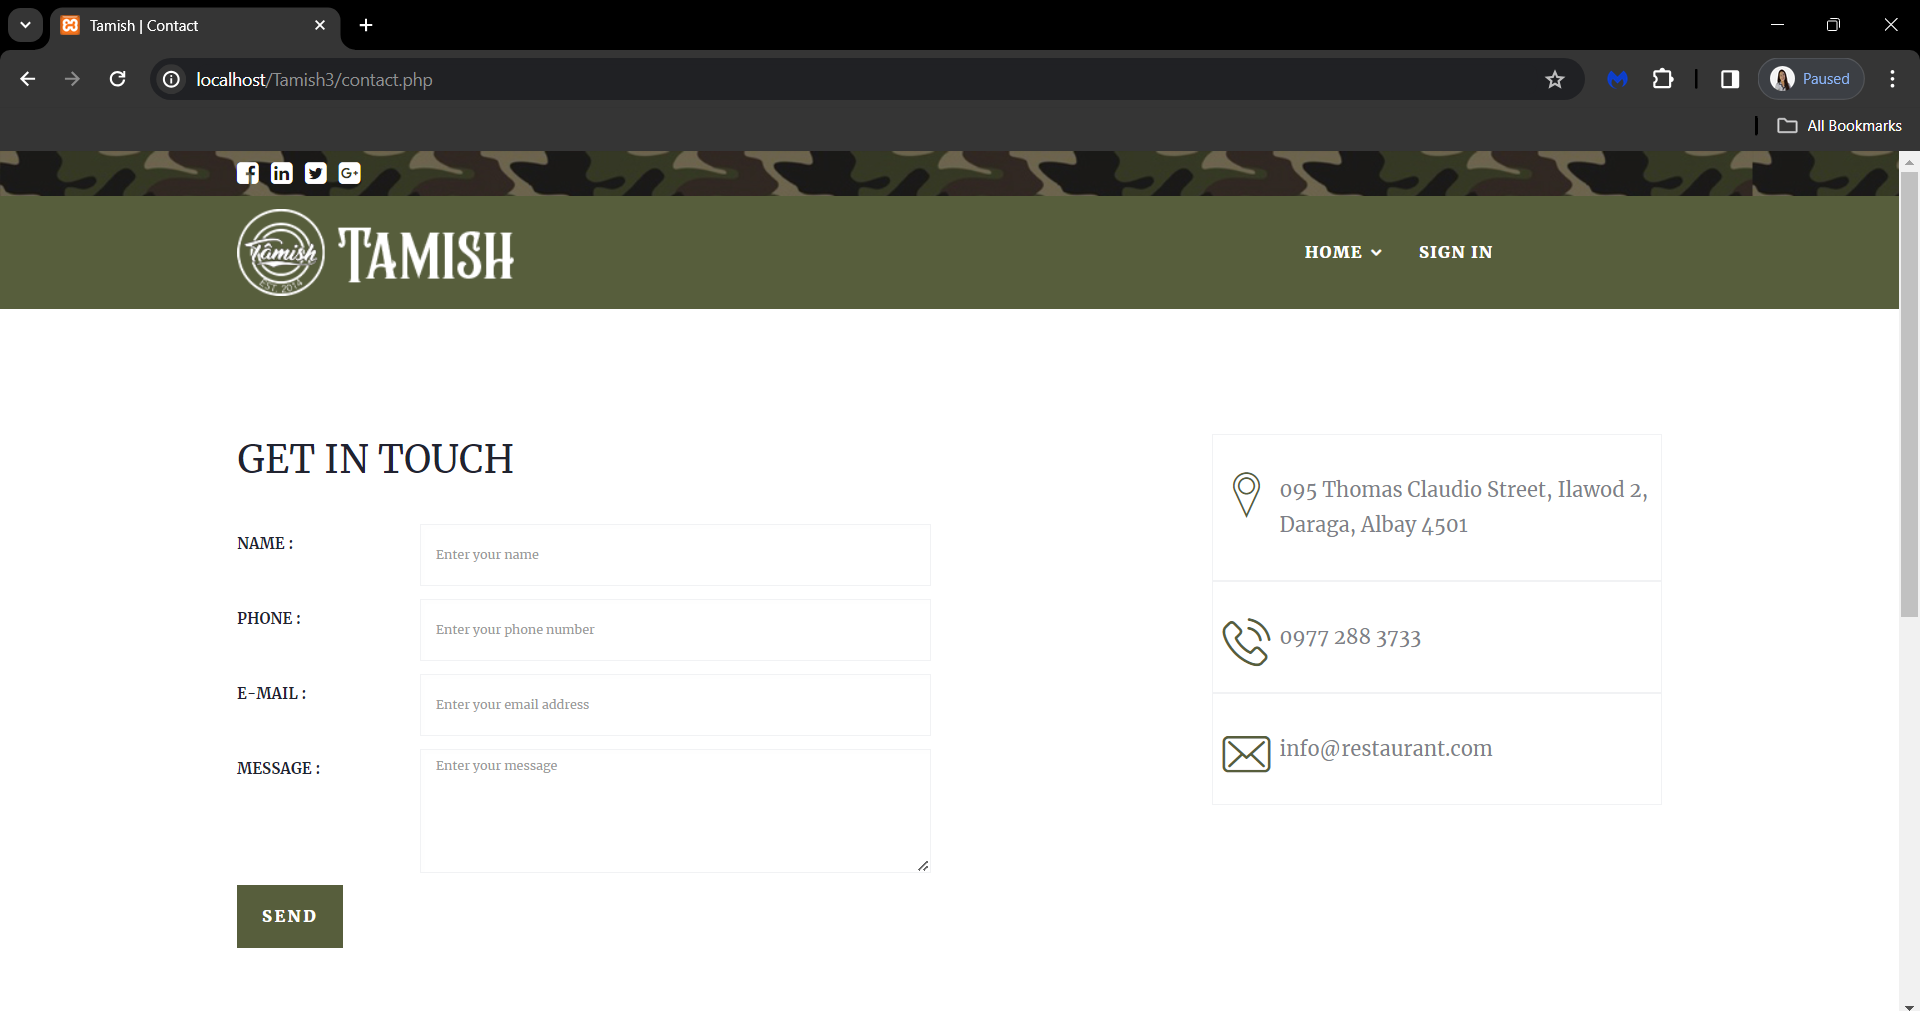 Tamish | Contact
localhost/Tamish3/contact.php
Paused
All Bookmarks
Tamish
EST. 2014
TAMISH
HOME
SIGN IN
GET IN TOUCH
NAME :
Enter your name
PHONE :
Enter your phone number
E-MAIL :
Enter your email address
MESSAGE :
Enter your message
SEND
095 Thomas Claudio Street, Ilawod 2,
Daraga, Albay 4501
0977 288 3733
info@restaurant.com